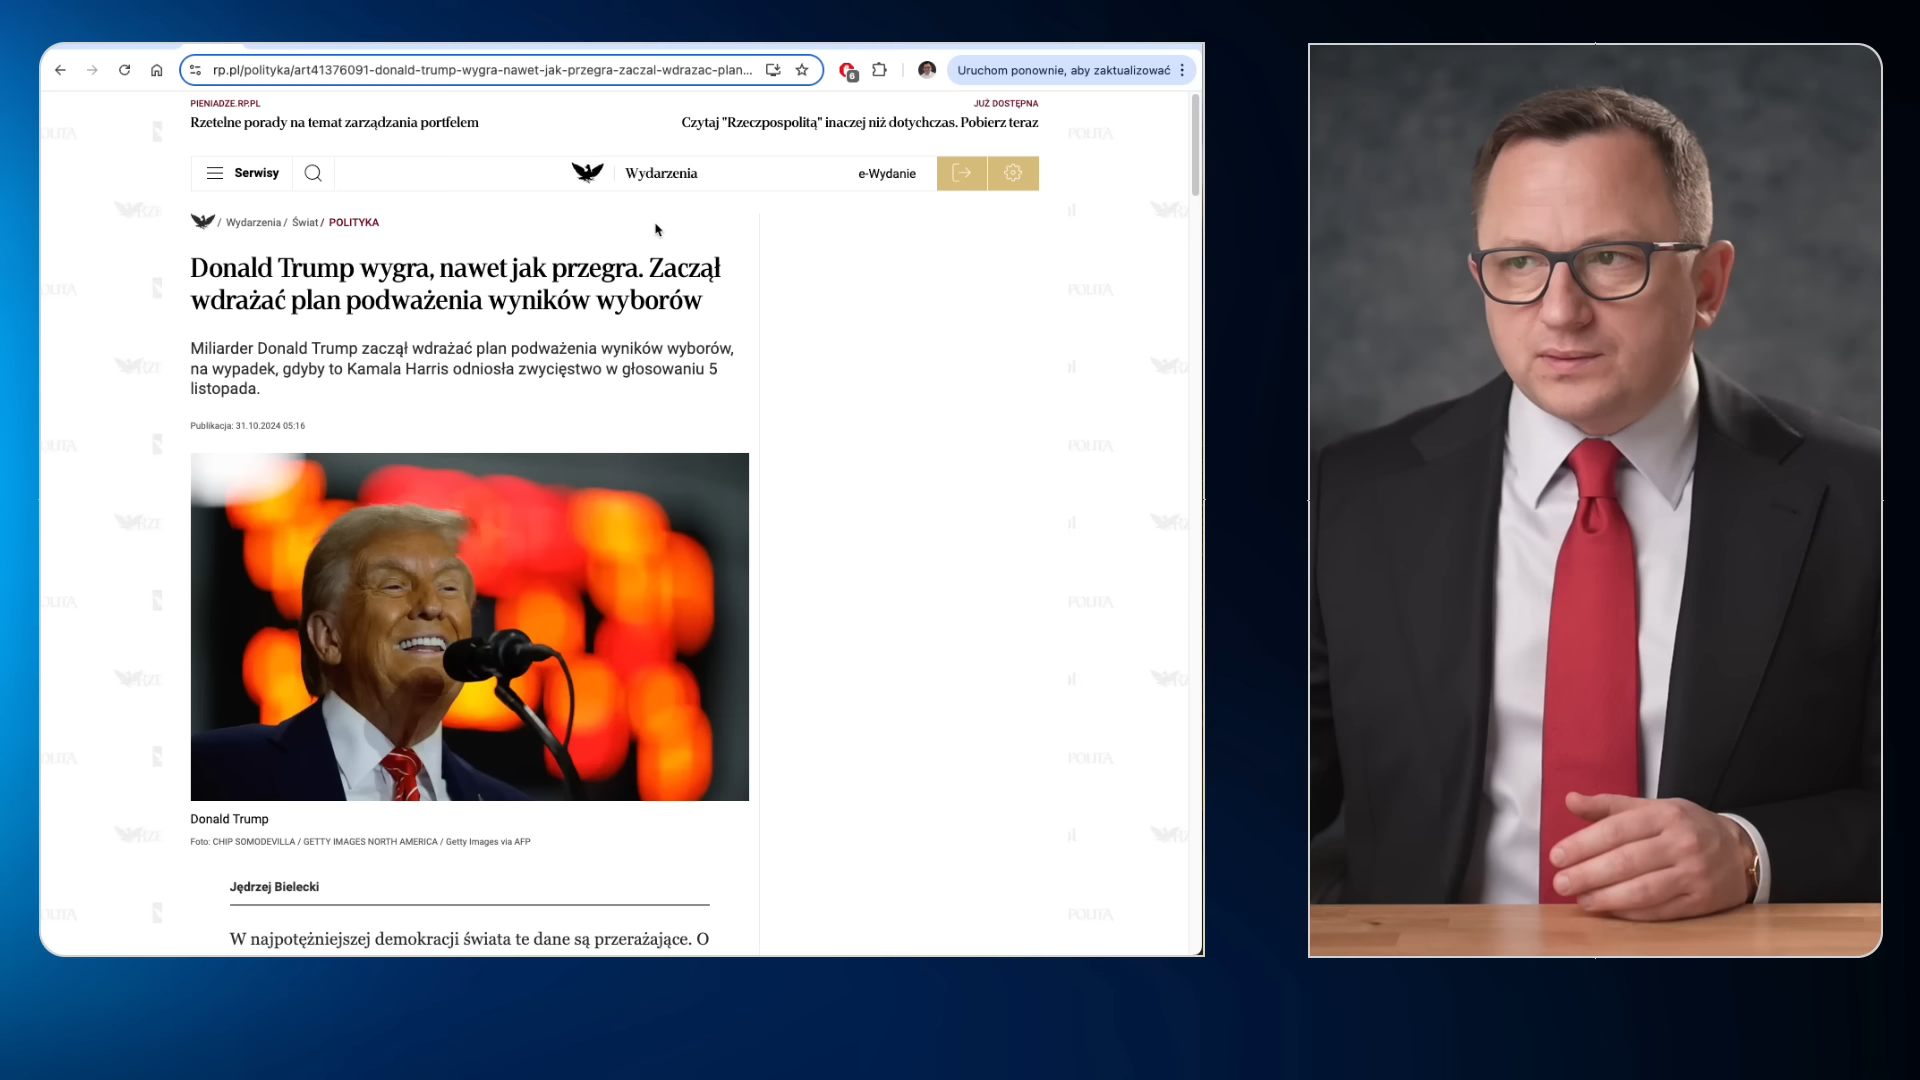 rp.pl/polityka/art41376091-donald-trump-wygra-nawet-jak-przegra-zaczal-wdrazac-plan...
6
Uruchom ponownie, aby zaktualizować
PIENIADZE.RP.PL
Rzetelne porady na temat zarządzania portfelem
JUŻ DOSTĘPNA
Czytaj "Rzeczpospolitą" inaczej niż dotychczas. Pobierz teraz
Serwisy
Wydarzenia
e-Wydanie
/ Wydarzenia / Świat / POLITYKA
Donald Trump wygra, nawet jak przegra. Zaczął
wdrażać plan podważenia wyników wyborów
Miliarder Donald Trump zaczął wdrażać plan podważenia wyników wyborów,
na wypadek, gdyby to Kamala Harris odniosła zwycięstwo w głosowaniu 5
listopada.
Publikacja: 31.10.2024 05:16
Donald Trump
Foto: CHIP SOMODEVILLA / GETTY IMAGES NORTH AMERICA / Getty Images via AFP
Jędrzej Bielecki
W najpotężniejszej demokracji świata te dane są przerażające. O